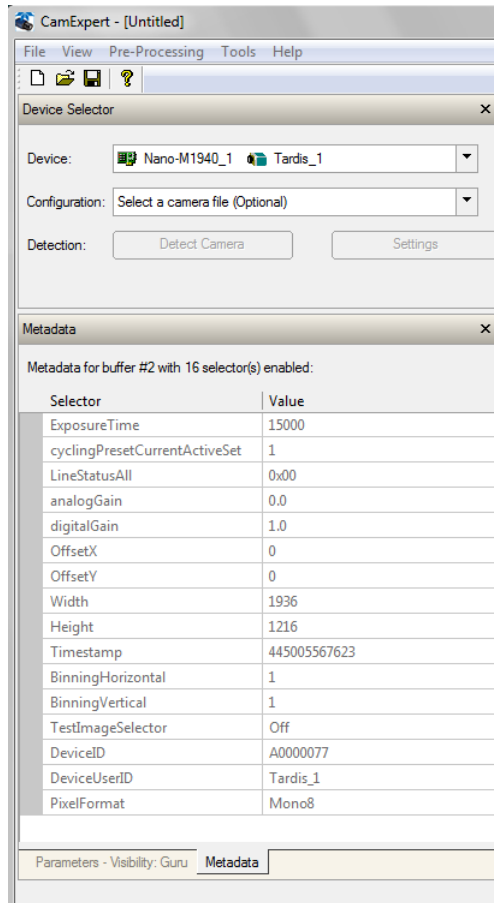 CamExpert - [Untitled]
File View Pre-Processing Tools Help
Device Selector
Device: Nano-M1940_1 Tardis_1
Configuration: Select a camera file (Optional)
Detection: Detect Camera Settings
Metadata
Metadata for buffer #2 with 16 selector(s) enabled:
Selector Value
ExposureTime 15000
cyclingPresetCurrentActiveSet 1
LineStatusAll 0x00
analogGain 0.0
digitalGain 1.0
OffsetX 0
OffsetY 0
Width 1936
Height 1216
Timestamp 445005567623
BinningHorizontal 1
BinningVertical 1
TestImageSelector Off
DeviceID A0000077
DeviceUserID Tardis_1
PixelFormat Mono8
Parameters - Visibility: Guru Metadata